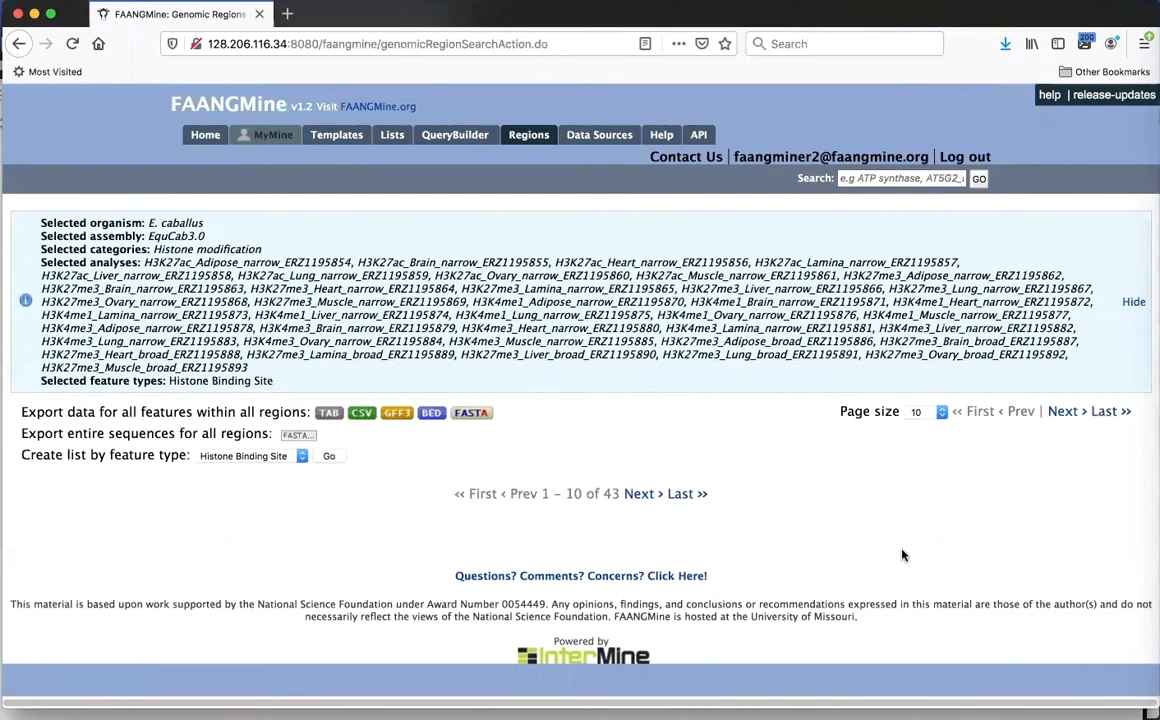 FAANGMine: Genomic Regions
128.206.116.34:8080/faangmine/genomicRegionSearchAction.do
Search
200
Most Visited
Other Bookmarks
FAANGMine v1.2 Visit FAANGMine.org
help | release-updates
Home MyMine Templates Lists QueryBuilder Regions Data Sources Help API
Contact Us | faangminer2@faangmine.org | Log out
Search: e.g ATP synthase, AT5G2_ GO
Selected organism: E. caballus
Selected assembly: EquCab3.0
Selected categories: Histone modification
Selected analyses: H3K27ac_Adipose_narrow_ERZ1195854, H3K27ac_Brain_narrow_ERZ1195855, H3K27ac_Heart_narrow_ERZ1195856, H3K27ac_Lamina_narrow_ERZ1195857,
H3K27ac_Liver_narrow_ERZ1195858, H3K27ac_Lung_narrow_ERZ1195859, H3K27ac_Ovary_narrow_ERZ1195860, H3K27ac_Muscle_narrow_ERZ1195861, H3K27me3_Adipose_narrow_ERZ1195862,
H3K27me3_Brain_narrow_ERZ1195863, H3K27me3_Heart_narrow_ERZ1195864, H3K27me3_Lamina_narrow_ERZ1195865, H3K27me3_Liver_narrow_ERZ1195866, H3K27me3_Lung_narrow_ERZ1195867,
H3K27me3_Ovary_narrow_ERZ1195868, H3K27me3_Muscle_narrow_ERZ1195869, H3K4me1_Adipose_narrow_ERZ1195870, H3K4me1_Brain_narrow_ERZ1195871, H3K4me1_Heart_narrow_ERZ1195872,
H3K4me1_Lamina_narrow_ERZ1195873, H3K4me1_Liver_narrow_ERZ1195874, H3K4me1_Lung_narrow_ERZ1195875, H3K4me1_Ovary_narrow_ERZ1195876, H3K4me1_Muscle_narrow_ERZ1195877,
H3K4me3_Adipose_narrow_ERZ1195878, H3K4me3_Brain_narrow_ERZ1195879, H3K4me3_Heart_narrow_ERZ1195880, H3K4me3_Lamina_narrow_ERZ1195881, H3K4me3_Liver_narrow_ERZ1195882,
H3K4me3_Lung_narrow_ERZ1195883, H3K4me3_Ovary_narrow_ERZ1195884, H3K4me3_Muscle_narrow_ERZ1195885, H3K27me3_Adipose_broad_ERZ1195886, H3K27me3_Brain_broad_ERZ1195887,
H3K27me3_Heart_broad_ERZ1195888, H3K27me3_Lamina_broad_ERZ1195889, H3K27me3_Liver_broad_ERZ1195890, H3K27me3_Lung_broad_ERZ1195891, H3K27me3_Ovary_broad_ERZ1195892,
H3K27me3_Muscle_broad_ERZ1195893
Selected feature types: Histone Binding Site
Hide
Export data for all features within all regions: TAB CSV GFF3 BED FASTA
Page size 10 << First < Prev | Next > Last >>
Export entire sequences for all regions: FASTA...
Create list by feature type: Histone Binding Site Go
<< First < Prev 1 - 10 of 43 Next > Last >>
Questions? Comments? Concerns? Click Here!
This material is based upon work supported by the National Science Foundation under Award Number 0054449. Any opinions, findings, and conclusions or recommendations expressed in this material are those of the author(s) and do not
necessarily reflect the views of the National Science Foundation. FAANGMine is hosted at the University of Missouri.
Powered by
InterMine